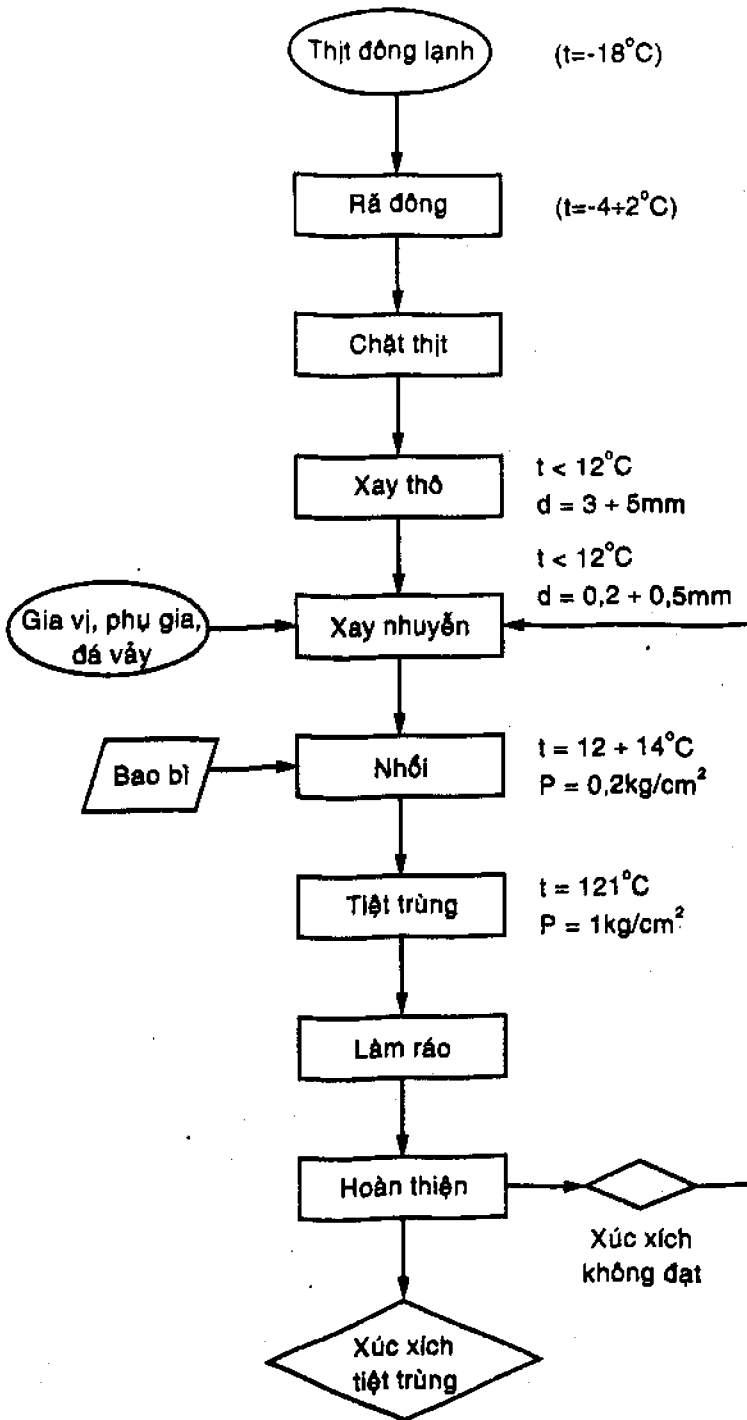 Thịt đông lạnh
(t=-18°C)
Rã đông
(t=-4÷2°C)
Chặt thịt
Xay thô
t < 12°C
d = 3 ÷ 5mm
t < 12°C
d = 0,2 ÷ 0,5mm
Gia vị, phụ gia,
đá vảy
Xay nhuyễn
Bao bì
Nhồi
t = 12 ÷ 14°C
P = 0,2kg/cm²
Tiệt trùng
t = 121°C
P = 1kg/cm²
Làm ráo
Hoàn thiện
Xúc xích
không đạt
Xúc xích
tiệt trùng